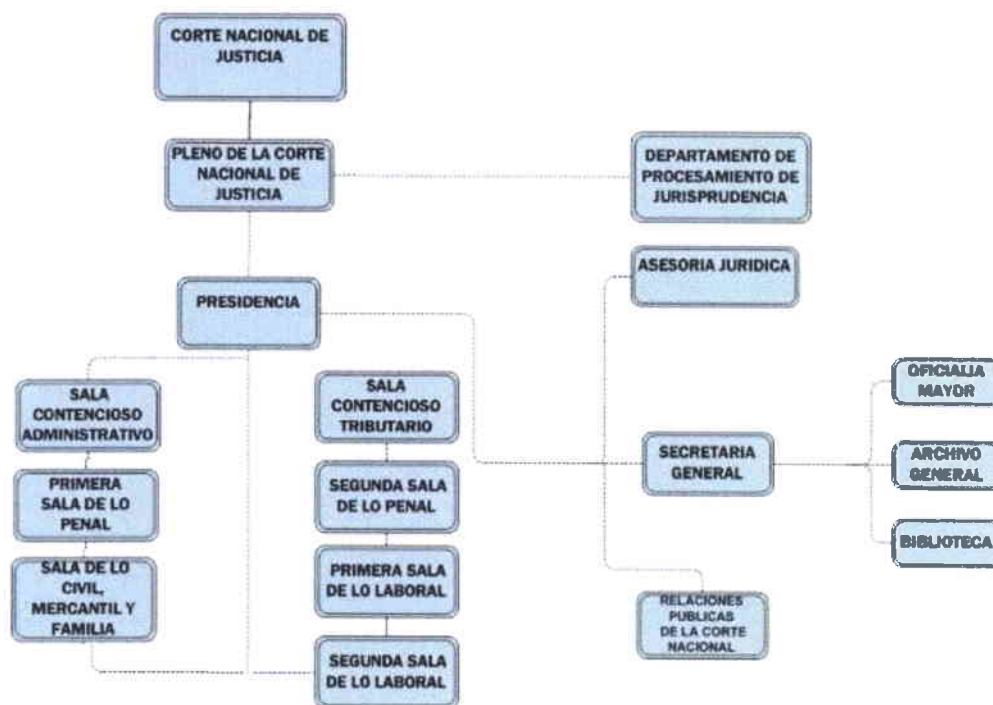 CORTE NACIONAL DE
JUSTICIA
PLENO DE LA CORTE
NACIONAL DE
JUSTICIA
DEPARTAMENTO DE
PROCESAMIENTO DE
JURISPRUDENCIA
ASESORIA JURIDICA
PRESIDENCIA
SALA
CONTENCIOSO
ADMINISTRATIVO
SALA
CONTENCIOSO
TRIBUTARIO
OFICIALIA
MAYOR
SECRETARIA
GENERAL
ARCHIVO
GENERAL
PRIMERA
SALA DE LO
PENAL
SEGUNDA SALA
DE LO PENAL
BIBLIOTECA
SALA DE LO
CIVIL,
MERCANTIL Y
FAMILIA
PRIMERA SALA
DE LO LABORAL
RELACIONES
PUBLICAS
DE LA CORTE
NACIONAL
SEGUNDA SALA
DE LO LABORAL